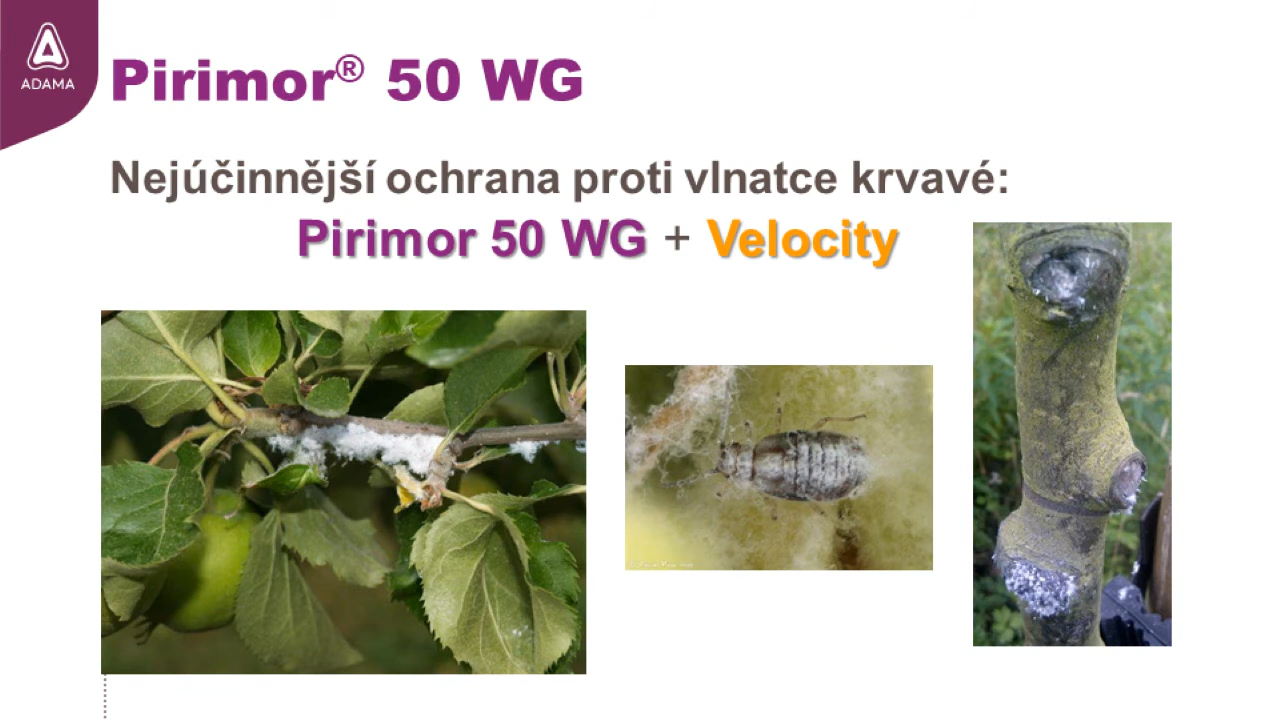 ADAMA
Pirimor® 50 WG
Nejúčinnější ochrana proti vlnatce krvavé:
Pirimor 50 WG + Velocity